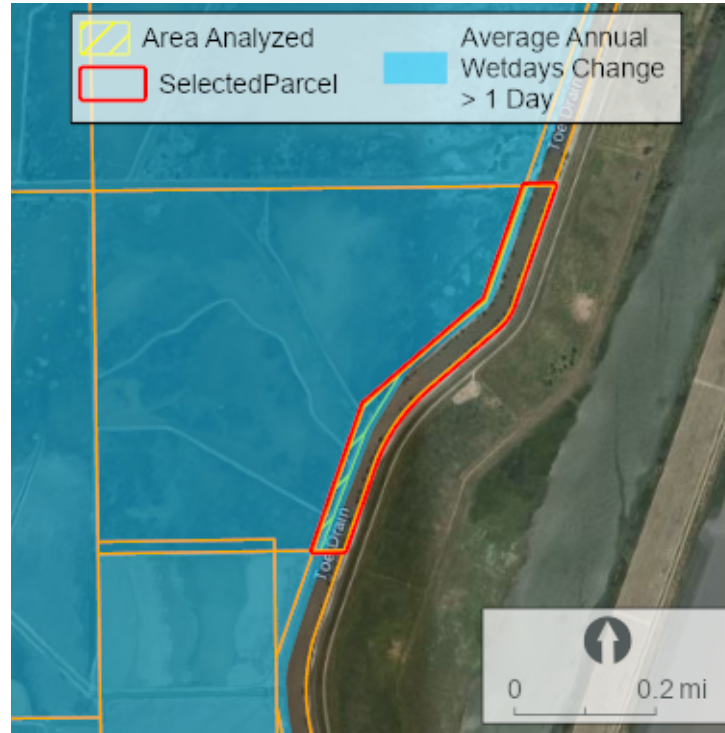 Area Analyzed
SelectedParcel
Average Annual
Wetdays Change
> 1 Day
Toe Drain
Toe Drain
0
0.2 mi